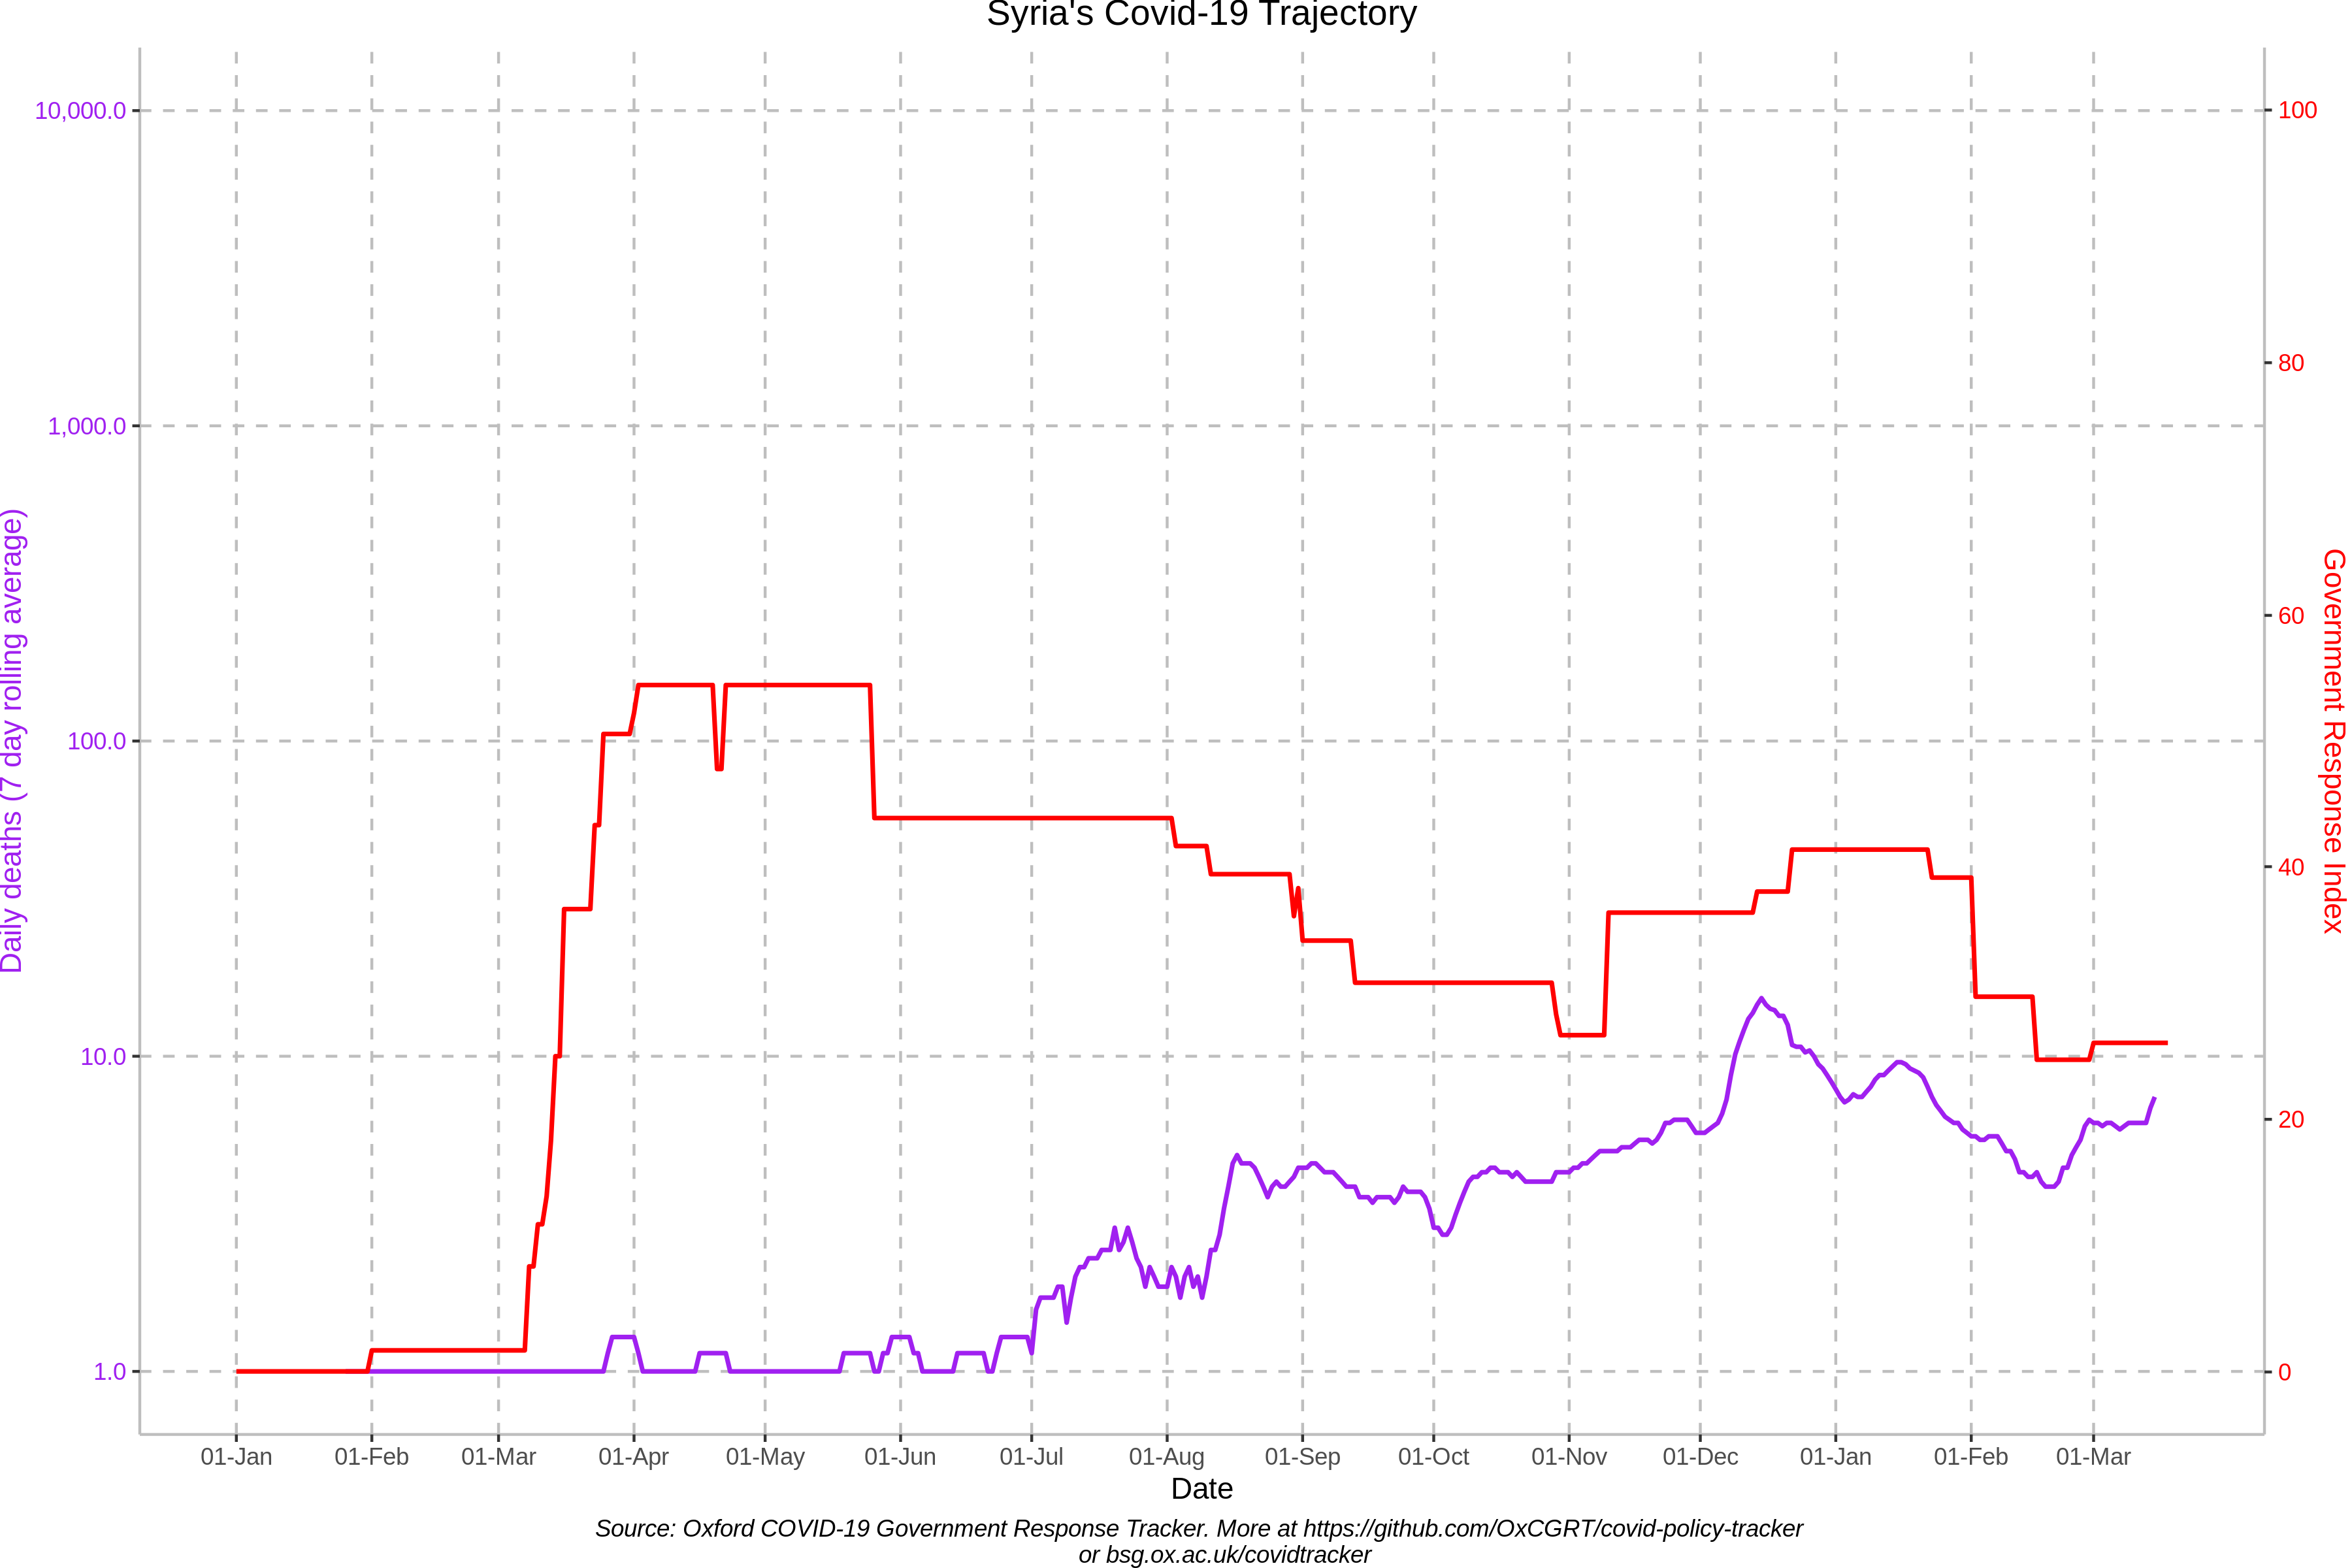 Syria's Covid-19 Trajectory
10,000.0
1,000.0
100.0
10.0
1.0
Daily deaths (7 day rolling average)
100
80
60
40
20
0
Government Response Index
01-Jan
01-Feb
01-Mar
01-Apr
01-May
01-Jun
01-Jul
01-Aug
01-Sep
01-Oct
01-Nov
01-Dec
01-Jan
01-Feb
01-Mar
Date
Source: Oxford COVID-19 Government Response Tracker. More at https://github.com/OxCGRT/covid-policy-tracker
or bsg.ox.ac.uk/covidtracker